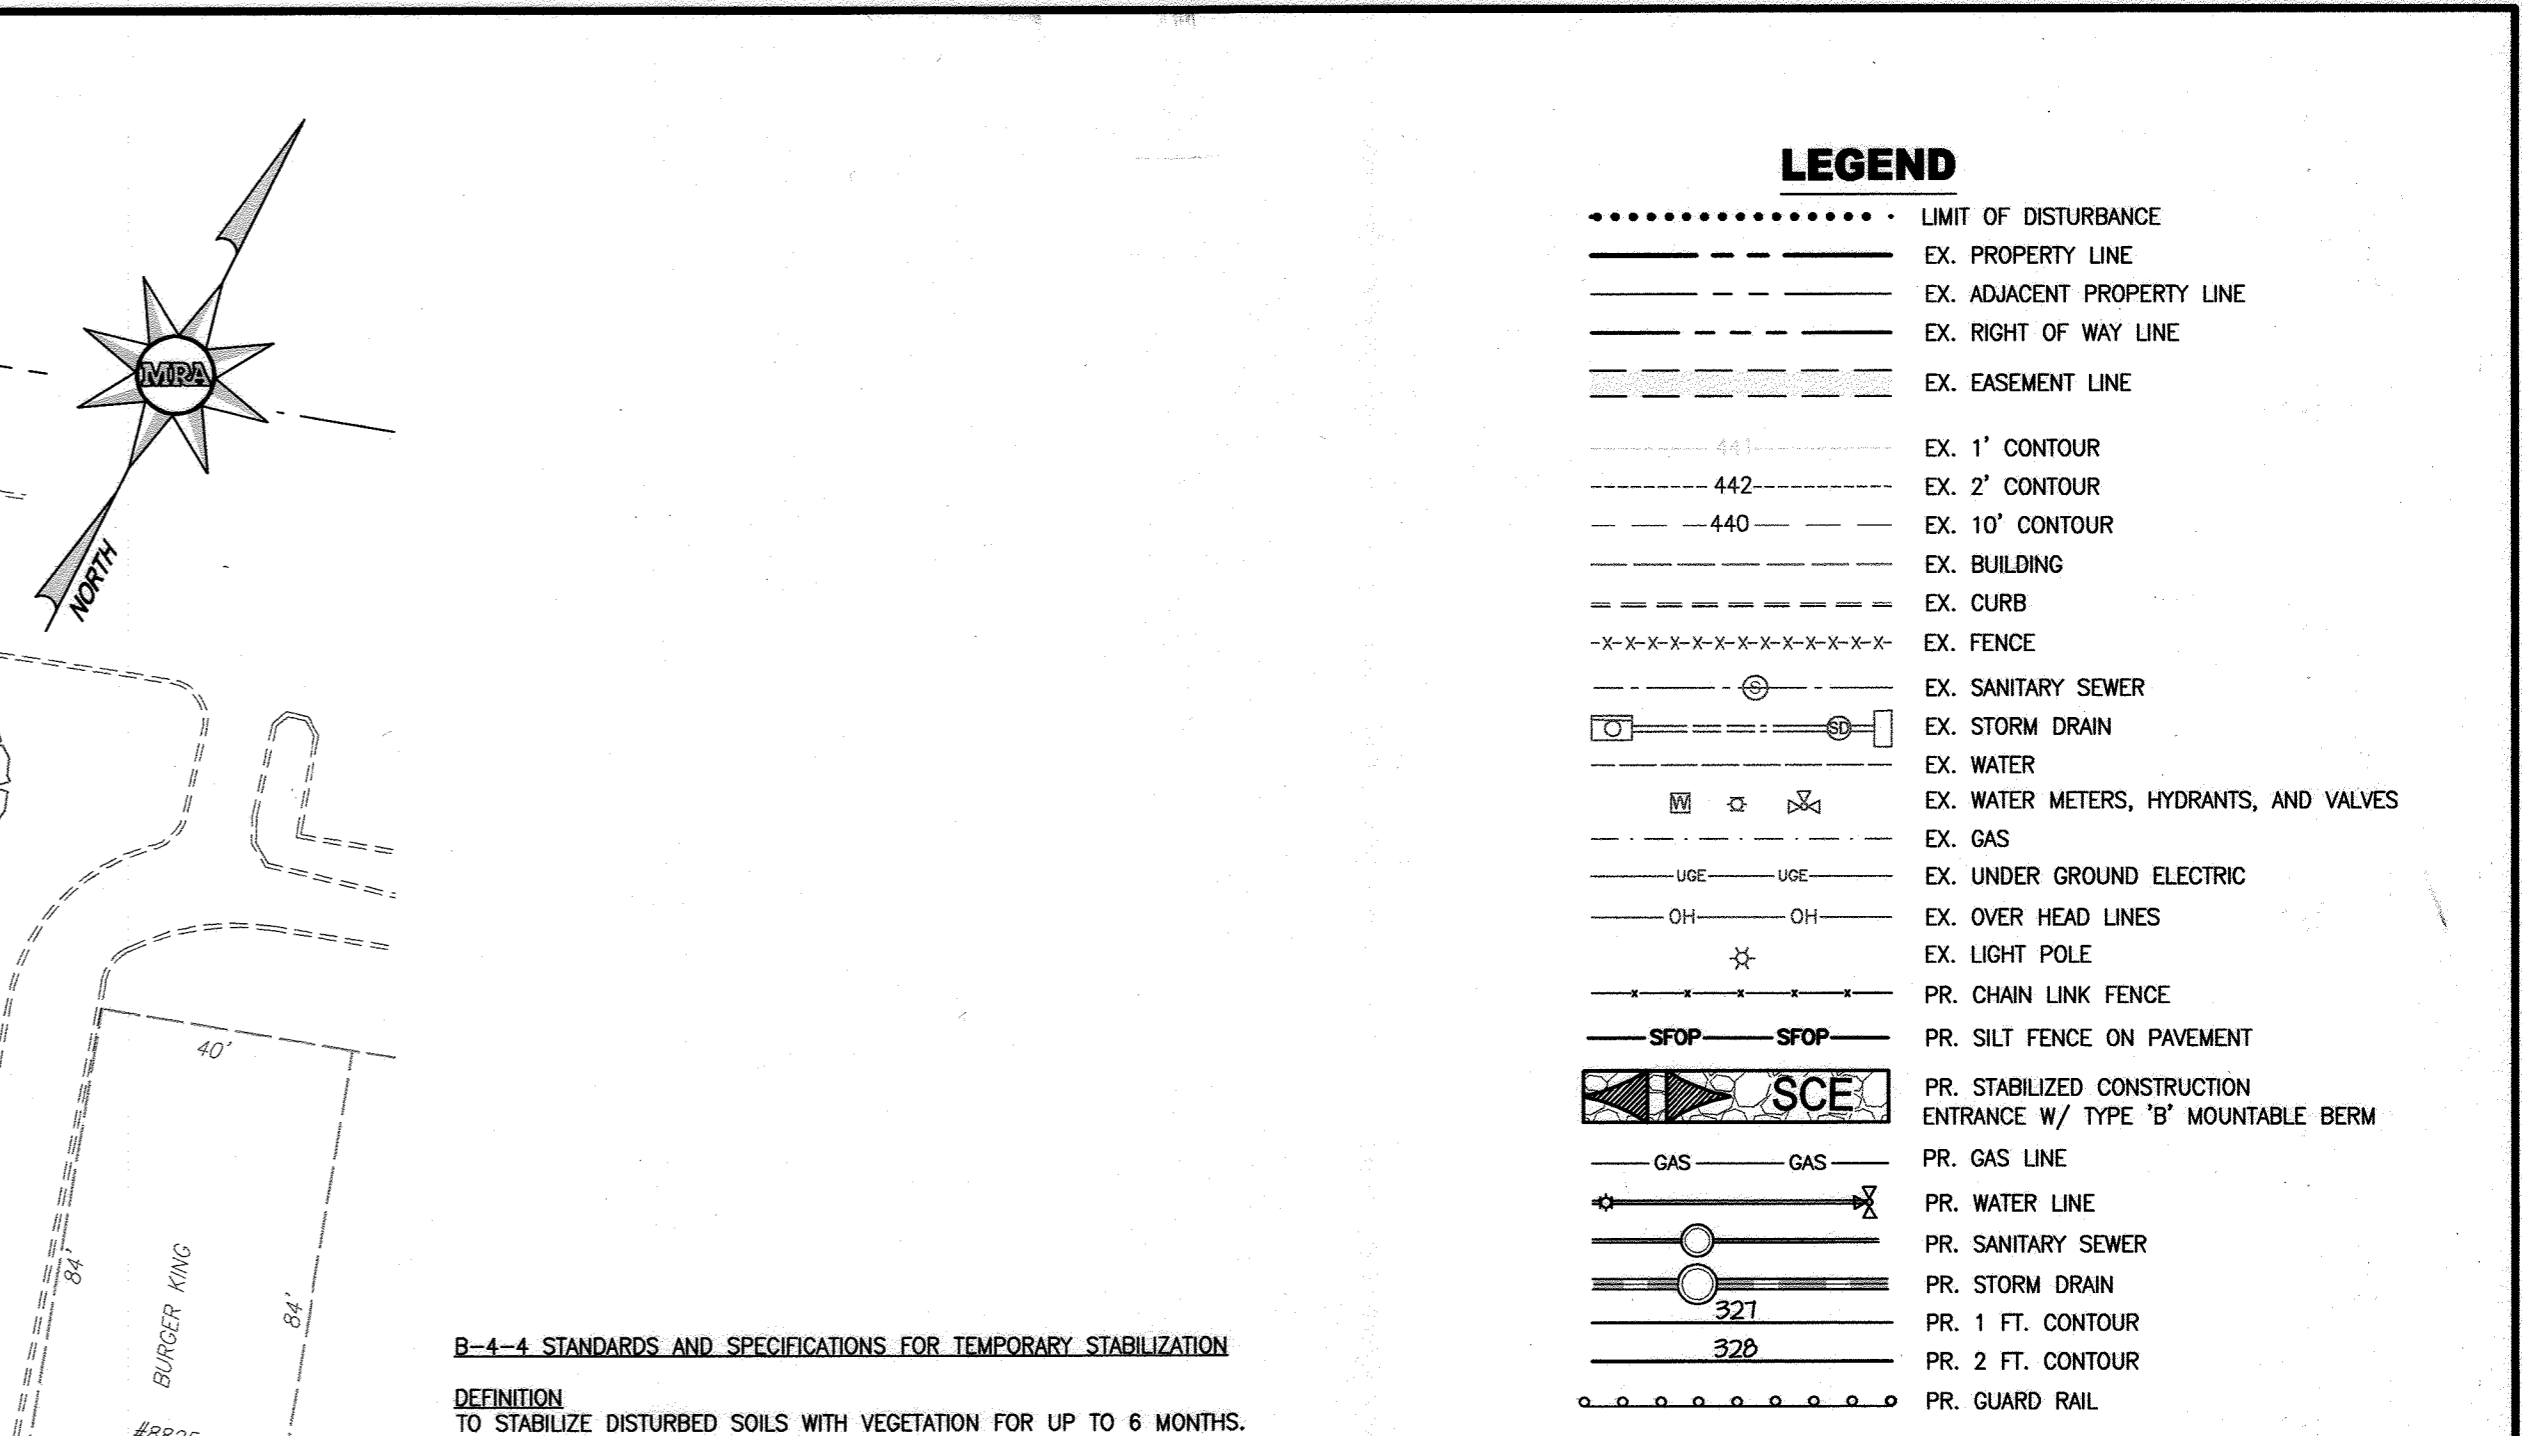 MRA
NORTH
40'
84'
84'
BURGER KING
B-4-4 STANDARDS AND SPECIFICATIONS FOR TEMPORARY STABILIZATION
DEFINITION
TO STABILIZE DISTURBED SOILS WITH VEGETATION FOR UP TO 6 MONTHS.
LEGEND
LIMIT OF DISTURBANCE
EX. PROPERTY LINE
EX. ADJACENT PROPERTY LINE
EX. RIGHT OF WAY LINE
EX. EASEMENT LINE
441 EX. 1' CONTOUR
442 EX. 2' CONTOUR
440 EX. 10' CONTOUR
EX. BUILDING
EX. CURB
-X-X-X-X-X-X-X-X-X-X-X-X-X- EX. FENCE
S EX. SANITARY SEWER
SD EX. STORM DRAIN
EX. WATER
W EX. WATER METERS, HYDRANTS, AND VALVES
EX. GAS
UGE UGE EX. UNDER GROUND ELECTRIC
OH OH EX. OVER HEAD LINES
EX. LIGHT POLE
x x x x x PR. CHAIN LINK FENCE
SFOP SFOP PR. SILT FENCE ON PAVEMENT
SCE PR. STABILIZED CONSTRUCTION
ENTRANCE W/ TYPE 'B' MOUNTABLE BERM
GAS GAS PR. GAS LINE
PR. WATER LINE
PR. SANITARY SEWER
PR. STORM DRAIN
327 PR. 1 FT. CONTOUR
328 PR. 2 FT. CONTOUR
PR. GUARD RAIL